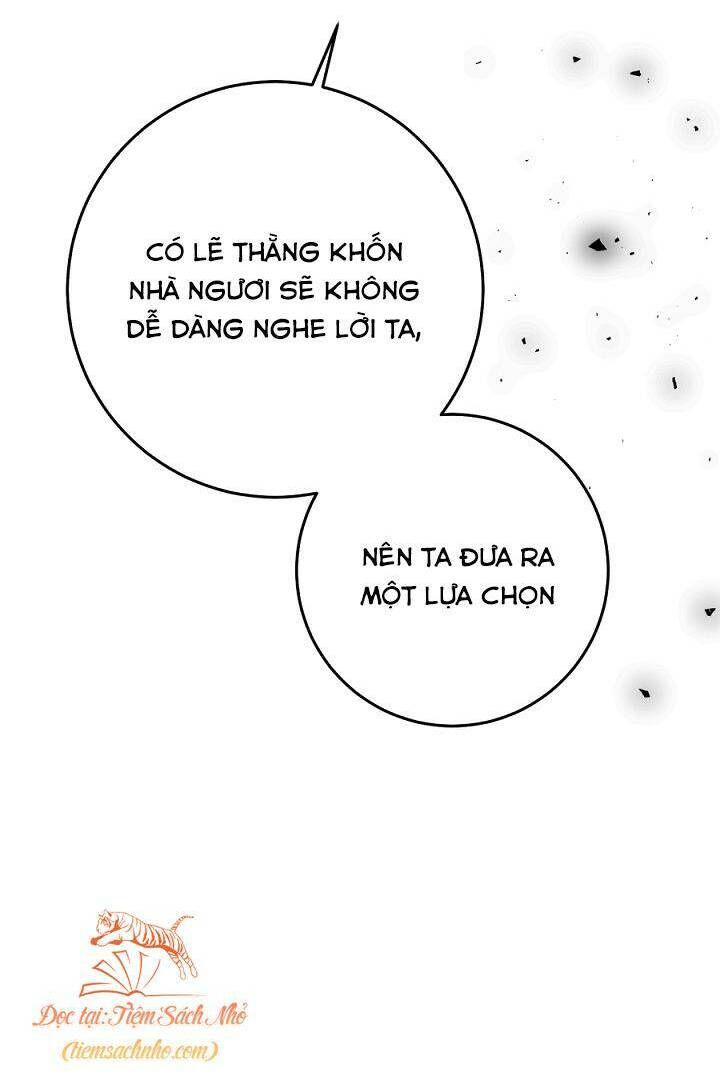 CÓ LẼ THẰNG KHỐN
NHÀ NGƯƠI SẼ KHÔNG
DỄ DÀNG NGHE LỜI TA,
NÊN TA ĐƯA RA
MỘT LỰA CHỌN
Đọc tại: Tiệm Sách Nhỏ
(tiemsachnho.com)